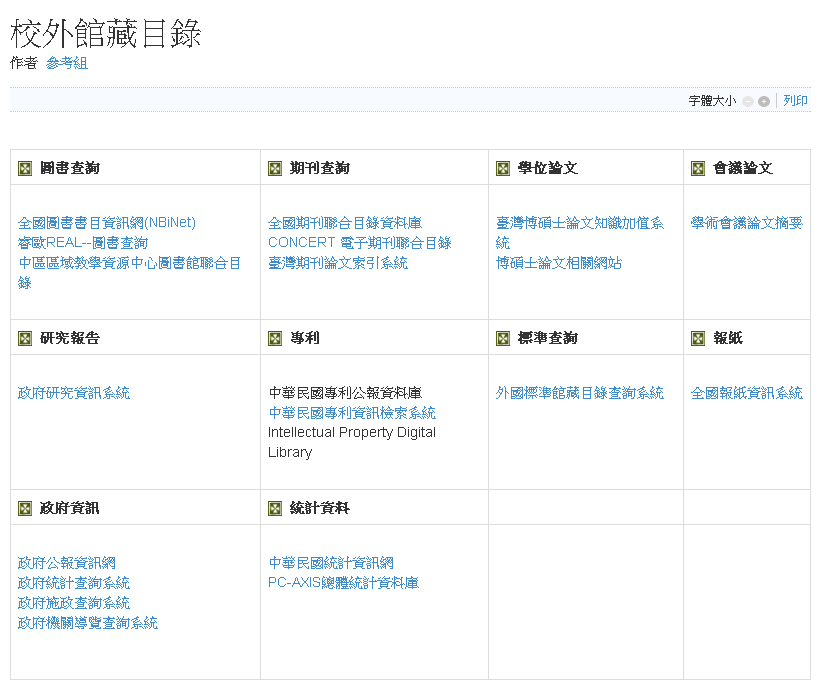 校外館藏目錄
作者 參考組
字體大小 列印
圖書查詢 期刊查詢 學位論文 會議論文
全國圖書書目資訊網(NBiNet)
睿歐REAL--圖書查詢
中區區域教學資源中心圖書館聯合目
錄
全國期刊聯合目錄資料庫
CONCERT 電子期刊聯合目錄
臺灣期刊論文索引系統
臺灣博碩士論文知識加值系
統
博碩士論文相關網站
學術會議論文摘要
研究報告 專利 標準查詢 報紙
政府研究資訊系統
中華民國專利公報資料庫
中華民國專利資訊檢索系統
Intellectual Property Digital
Library
外國標準館藏目錄查詢系統
全國報紙資訊系統
政府資訊 統計資料
政府公報資訊網
政府統計查詢系統
政府施政查詢系統
政府機關導覽查詢系統
中華民國統計資訊網
PC-AXIS總體統計資料庫